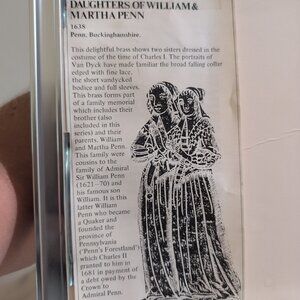 DAUGHTERS OF WILLIAM &
MARTHA PENN
1638
Penn, Buckinghamshire.
This delightful brass shows two sisters dressed in the
costume of the time of Charles I. The portraits of
Van Dyck have made familiar the broad falling collar
edged with fine lace,
the short vandycked
bodice and full sleeves.
This brass forms part
of a family memorial
which includes their
brother (also
included in this
series) and their
parents, William
and Martha Penn.
This family were
cousins to the
family of Admiral
Sir William Penn
(1621–70) and his
famous son
William. It is this
latter William
Penn who became
a Quaker and
founded the
province of
Pennsylvania
('Penn's Forestland')
which Charles II
granted to him in
1681 in payment of
a debt owed by the
Crown to
Admiral Penn.